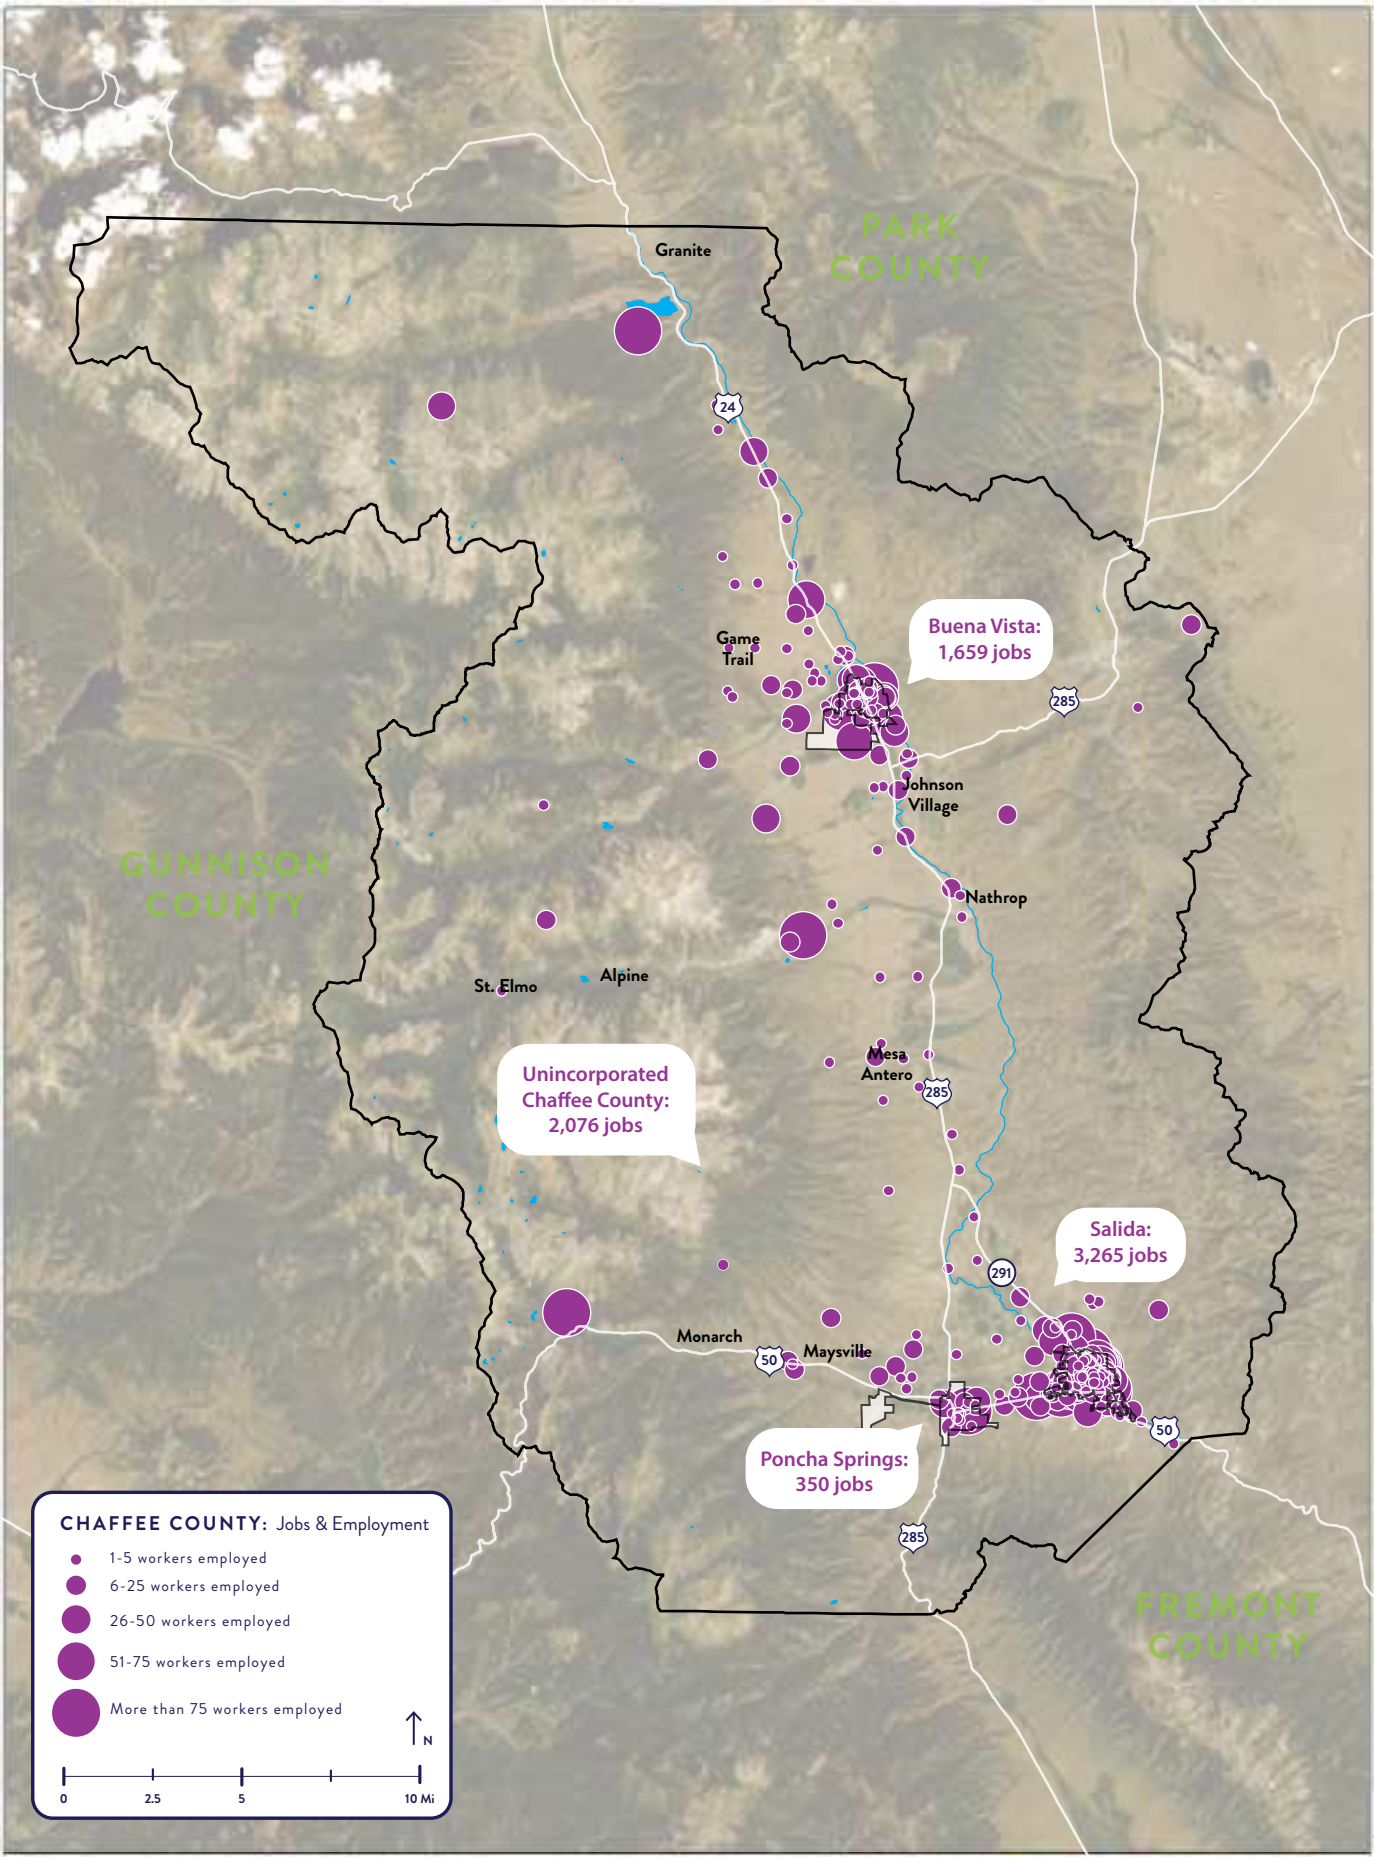 PARK
COUNTY
Granite
24
Buena Vista:
1,659 jobs
Game
Trail
285
Johnson
Village
GUNNISON
COUNTY
Nathrop
Alpine
St. Elmo
Mesa
Antero
Unincorporated
Chaffee County:
2,076 jobs
285
Salida:
3,265 jobs
291
Monarch
Maysville
50
50
Poncha Springs:
350 jobs
285
FREMONT
COUNTY
CHAFFEE COUNTY: Jobs & Employment
1-5 workers employed
6-25 workers employed
26-50 workers employed
51-75 workers employed
More than 75 workers employed
N
0 2.5 5 10 Mi